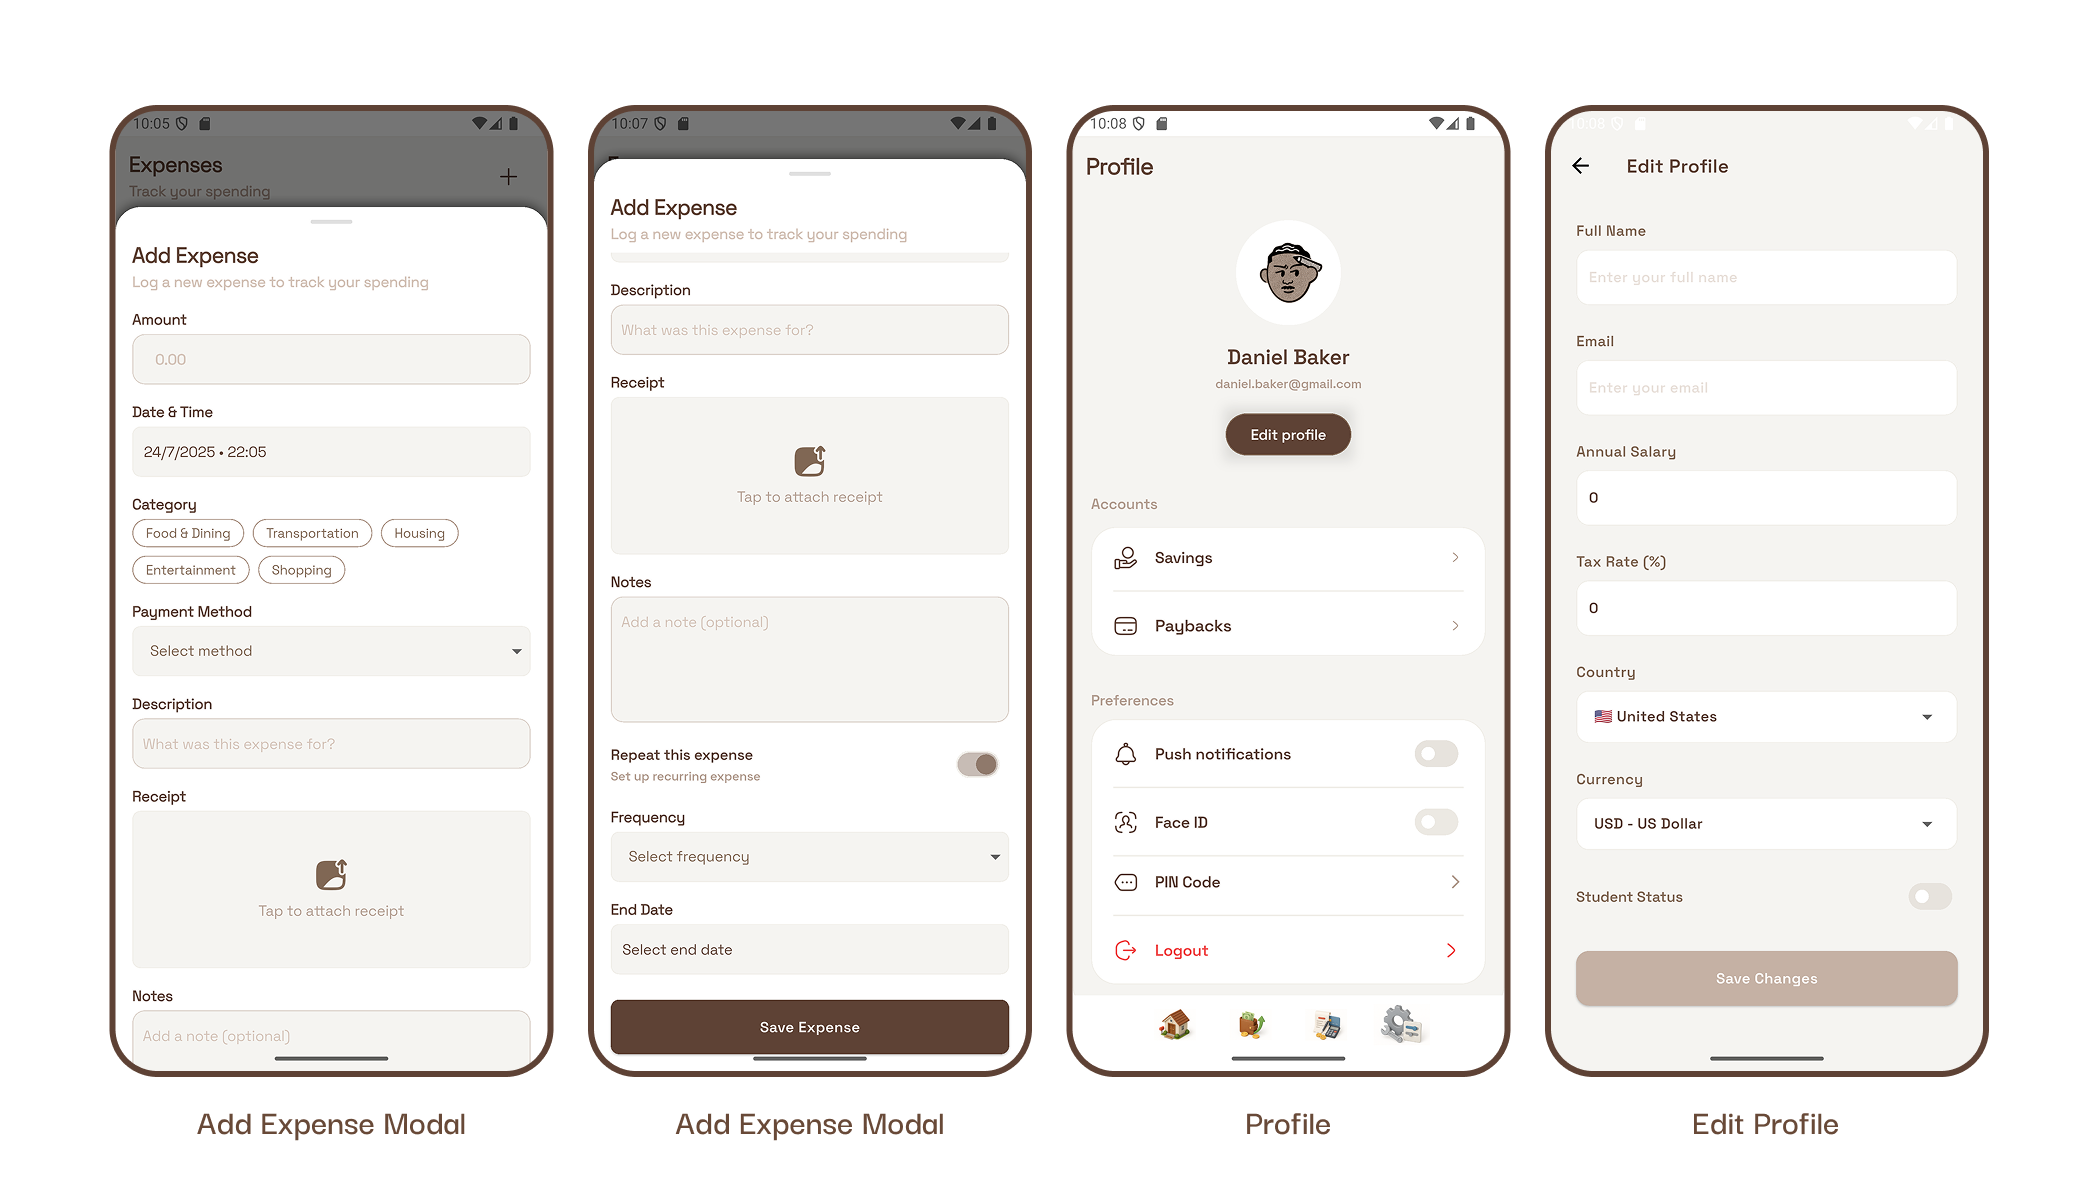 10:05
Expenses
Track your spending
Add Expense
Log a new expense to track your spending
Amount
0.00
Date & Time
24/7/2025 • 22:05
Category
Food & Dining
Transportation
Housing
Entertainment
Shopping
Payment Method
Select method
Description
What was this expense for?
Receipt
Tap to attach receipt
Notes
Add a note (optional)
Add Expense Modal
10:07
Add Expense
Log a new expense to track your spending
Description
What was this expense for?
Receipt
Tap to attach receipt
Notes
Add a note (optional)
Repeat this expense
Set up recurring expense
Frequency
Select frequency
End Date
Select end date
Save Expense
Add Expense Modal
10:08
Profile
Daniel Baker
daniel.baker@gmail.com
Edit profile
Accounts
Savings
Paybacks
Preferences
Push notifications
Face ID
PIN Code
Logout
Profile
10:08
Edit Profile
Full Name
Enter your full name
Email
Enter your email
Annual Salary
0
Tax Rate (%)
0
Country
🇺🇸 United States
Currency
USD - US Dollar
Student Status
Save Changes
Edit Profile